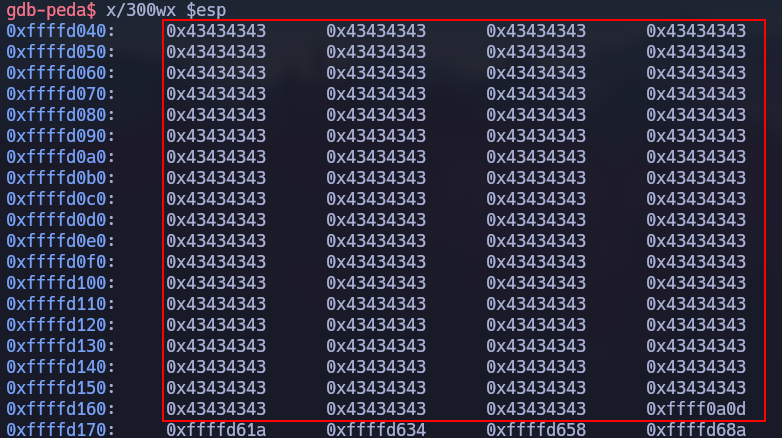 gdb-peda$ x/300wx $esp
0xffffd040: 0x43434343 0x43434343 0x43434343 0x43434343
0xffffd050: 0x43434343 0x43434343 0x43434343 0x43434343
0xffffd060: 0x43434343 0x43434343 0x43434343 0x43434343
0xffffd070: 0x43434343 0x43434343 0x43434343 0x43434343
0xffffd080: 0x43434343 0x43434343 0x43434343 0x43434343
0xffffd090: 0x43434343 0x43434343 0x43434343 0x43434343
0xffffd0a0: 0x43434343 0x43434343 0x43434343 0x43434343
0xffffd0b0: 0x43434343 0x43434343 0x43434343 0x43434343
0xffffd0c0: 0x43434343 0x43434343 0x43434343 0x43434343
0xffffd0d0: 0x43434343 0x43434343 0x43434343 0x43434343
0xffffd0e0: 0x43434343 0x43434343 0x43434343 0x43434343
0xffffd0f0: 0x43434343 0x43434343 0x43434343 0x43434343
0xffffd100: 0x43434343 0x43434343 0x43434343 0x43434343
0xffffd110: 0x43434343 0x43434343 0x43434343 0x43434343
0xffffd120: 0x43434343 0x43434343 0x43434343 0x43434343
0xffffd130: 0x43434343 0x43434343 0x43434343 0x43434343
0xffffd140: 0x43434343 0x43434343 0x43434343 0x43434343
0xffffd150: 0x43434343 0x43434343 0x43434343 0x43434343
0xffffd160: 0x43434343 0x43434343 0x43434343 0xffff0a0d
0xffffd170: 0xffffd61a 0xffffd634 0xffffd658 0xffffd68a